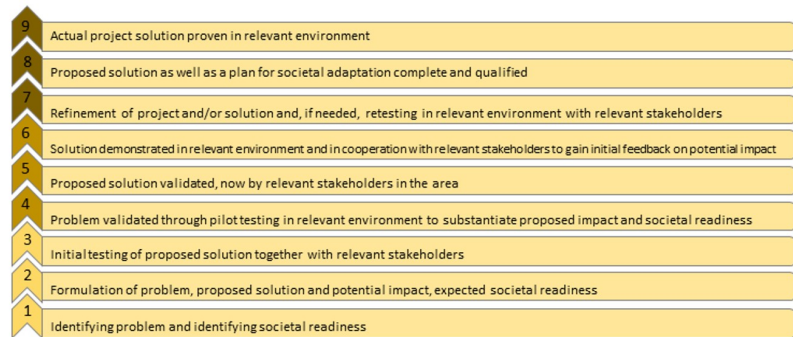 9 Actual project solution proven in relevant environment
8 Proposed solution as well as a plan for societal adaptation complete and qualified
7 Refinement of project and/or solution and, if needed, retesting in relevant environment with relevant stakeholders
6 Solution demonstrated in relevant environment and in cooperation with relevant stakeholders to gain initial feedback on potential impact
5 Proposed solution validated, now by relevant stakeholders in the area
4 Problem validated through pilot testing in relevant environment to substantiate proposed impact and societal readiness
3 Initial testing of proposed solution together with relevant stakeholders
2 Formulation of problem, proposed solution and potential impact, expected societal readiness
1 Identifying problem and identifying societal readiness